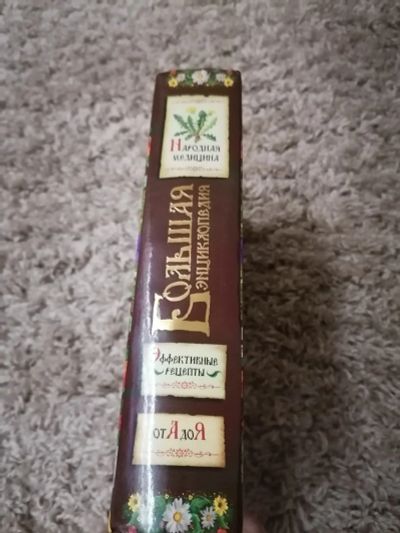 Народная
медицина
Большая
энциклопедия
Эффективные
рецепты
от А до Я